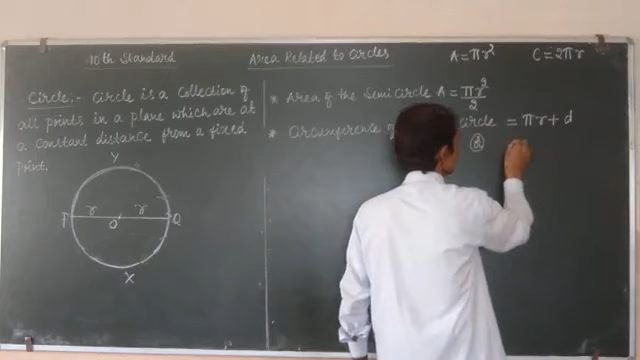 10th Standard
Area Related to Circles
A = πr² C = 2πr
Circle:- Circle is a Collection of
all points in a plane which are at
a constant distance from a fixed
point.
* Area of the Semi Circle A = πr²/2
* Circumference of circle = πr + d
(2)
Y
P r O r Q
X